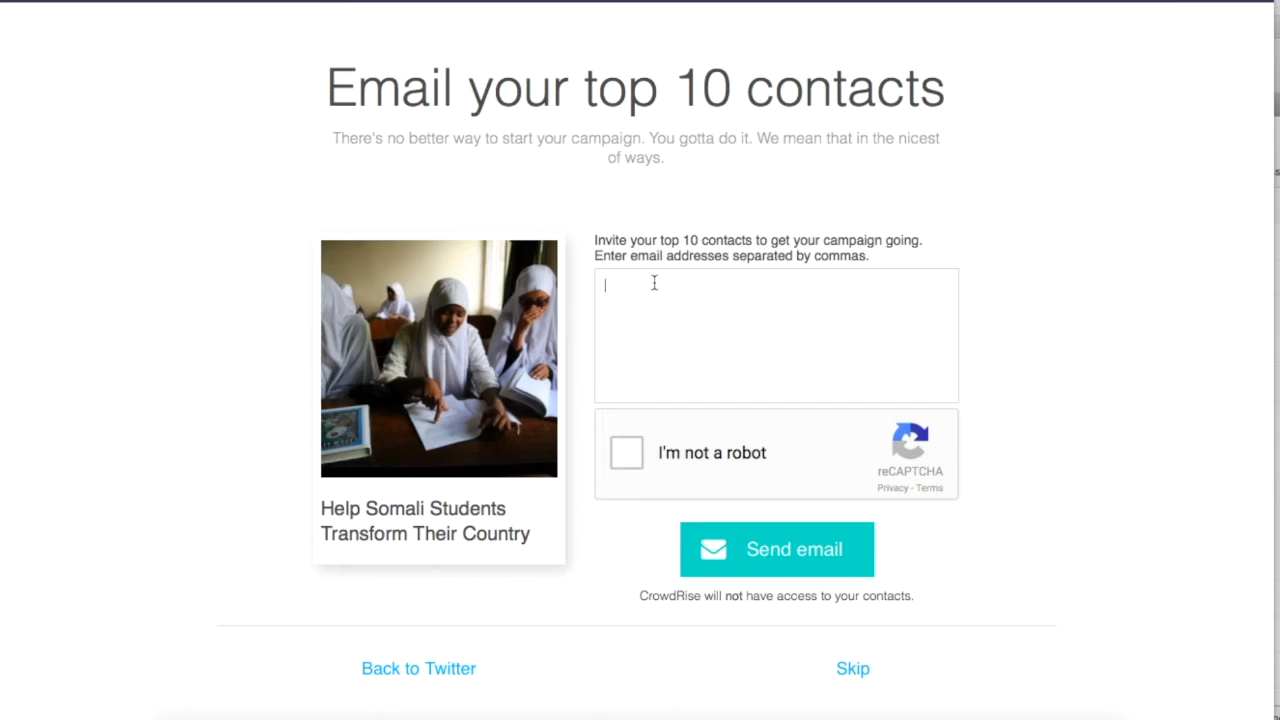 Email your top 10 contacts
There's no better way to start your campaign. You gotta do it. We mean that in the nicest
of ways.
Invite your top 10 contacts to get your campaign going.
Enter email addresses separated by commas.
I'm not a robot
reCAPTCHA
Privacy - Terms
Help Somali Students
Transform Their Country
Send email
CrowdRise will not have access to your contacts.
Back to Twitter
Skip